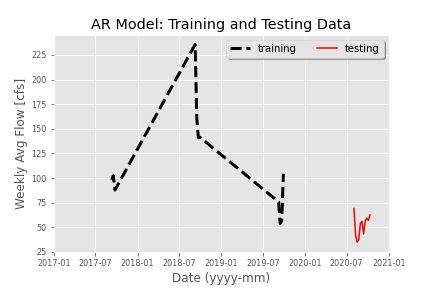 AR Model: Training and Testing Data
training testing
Weekly Avg Flow [cfs]
225
200
175
150
125
100
75
50
25
2017-01 2017-07 2018-01 2018-07 2019-01 2019-07 2020-01 2020-07 2021-01
Date (yyyy-mm)